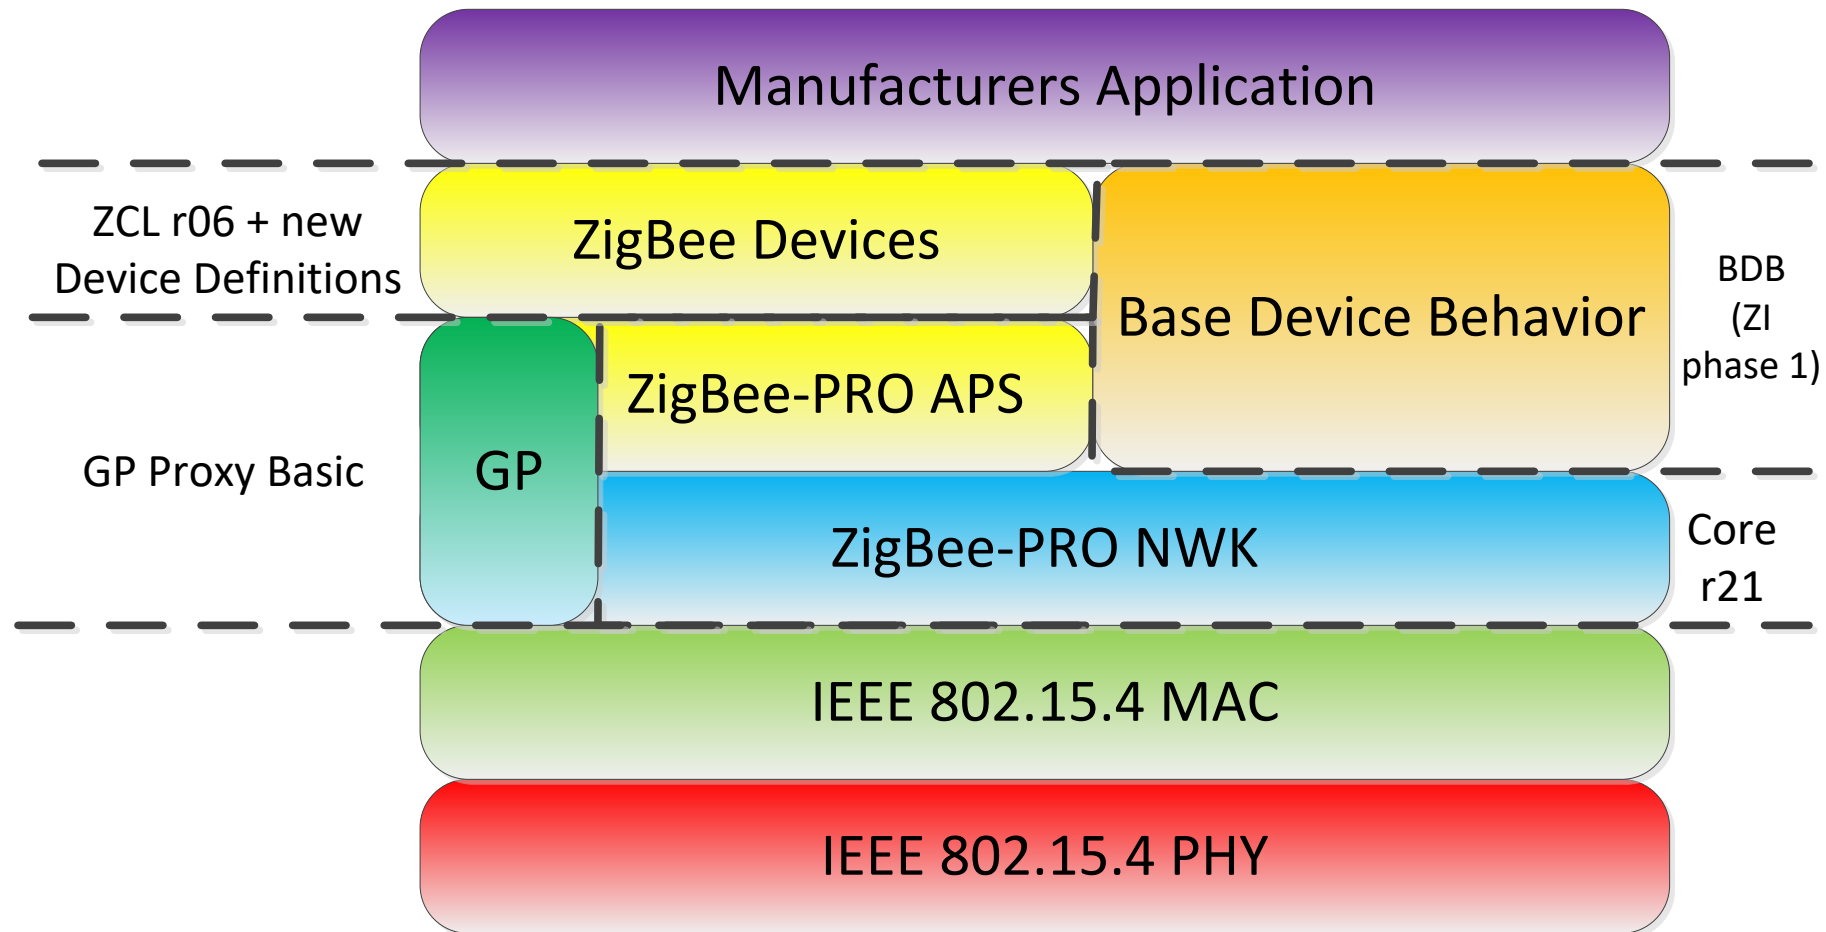 Manufacturers Application
ZCL r06 + new
Device Definitions
ZigBee Devices
Base Device Behavior
BDB
(ZI
phase 1)
ZigBee-PRO APS
GP Proxy Basic
GP
ZigBee-PRO NWK
Core
r21
IEEE 802.15.4 MAC
IEEE 802.15.4 PHY